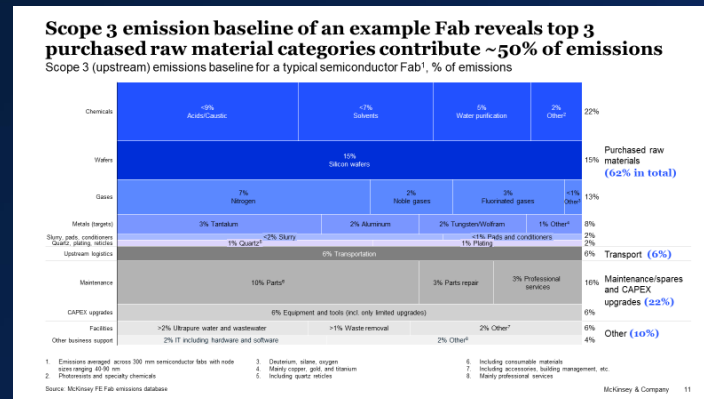 Scope 3 emission baseline of an example Fab reveals top 3
purchased raw material categories contribute ~50% of emissions
Scope 3 (upstream) emissions baseline for a typical semiconductor Fab¹, % of emissions
Chemicals
<9%
Acids/Caustic
<7%
Solvents
5%
Water purification
2%
Other²
22%
Wafers
15%
Silicon wafers
15%
Purchased raw
materials
(62% in total)
Gases
7%
Nitrogen
2%
Noble gases
3%
Fluorinated gases
<1%
Other³
13%
Metals (targets)
3% Tantalum
2% Aluminum
2% Tungsten/Wolfram
1% Other⁴
8%
Slurry, pads, conditioners
<2% Slurry
<1% Pads and conditioners
2%
Quartz, plating, reticles
1% Quartz⁵
1% Plating
2%
Upstream logistics
6% Transportation
6%
Transport (6%)
Maintenance
10% Parts⁶
3% Parts repair
3% Professional
services
16%
Maintenance/spares
and CAPEX
upgrades (22%)
CAPEX upgrades
6% Equipment and tools (incl. only limited upgrades)
6%
Facilities
>2% Ultrapure water and wastewater
>1% Waste removal
2% Other⁷
6%
Other (10%)
Other business support
2% IT including hardware and software
2% Other⁸
4%
1. Emissions averaged across 300 mm semiconductor fabs with node
sizes ranging 40-90 nm
2. Photoresists and specialty chemicals
3. Deuterium, silane, oxygen
4. Mainly copper, gold, and titanium
5. Including quartz reticles
6. Including consumable materials
7. Including accessories, building management, etc.
8. Mainly professional services
Source: McKinsey FE Fab emissions database
McKinsey & Company 11